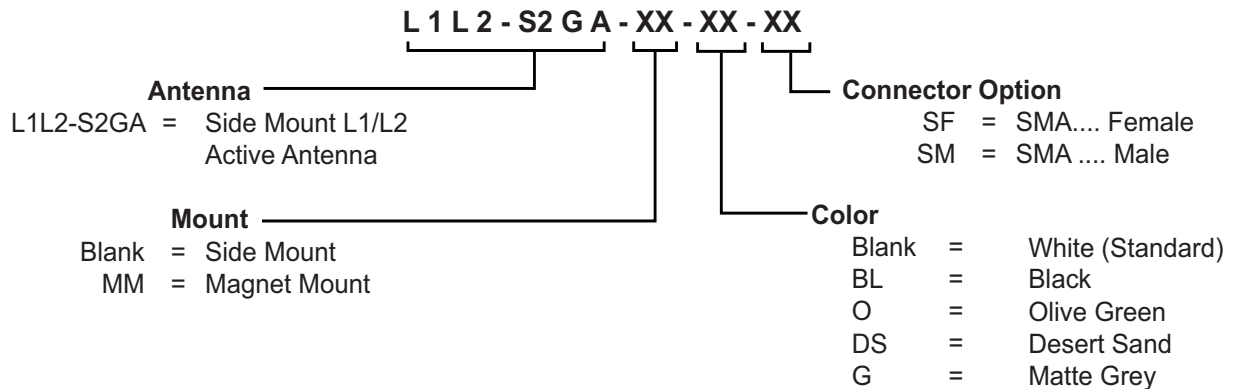 L 1 L 2 - S2 G A - XX - XX - XX
Antenna
L1L2-S2GA = Side Mount L1/L2
Active Antenna
Mount
Blank = Side Mount
MM = Magnet Mount
Connector Option
SF = SMA.... Female
SM = SMA .... Male
Color
Blank = White (Standard)
BL = Black
O = Olive Green
DS = Desert Sand
G = Matte Grey